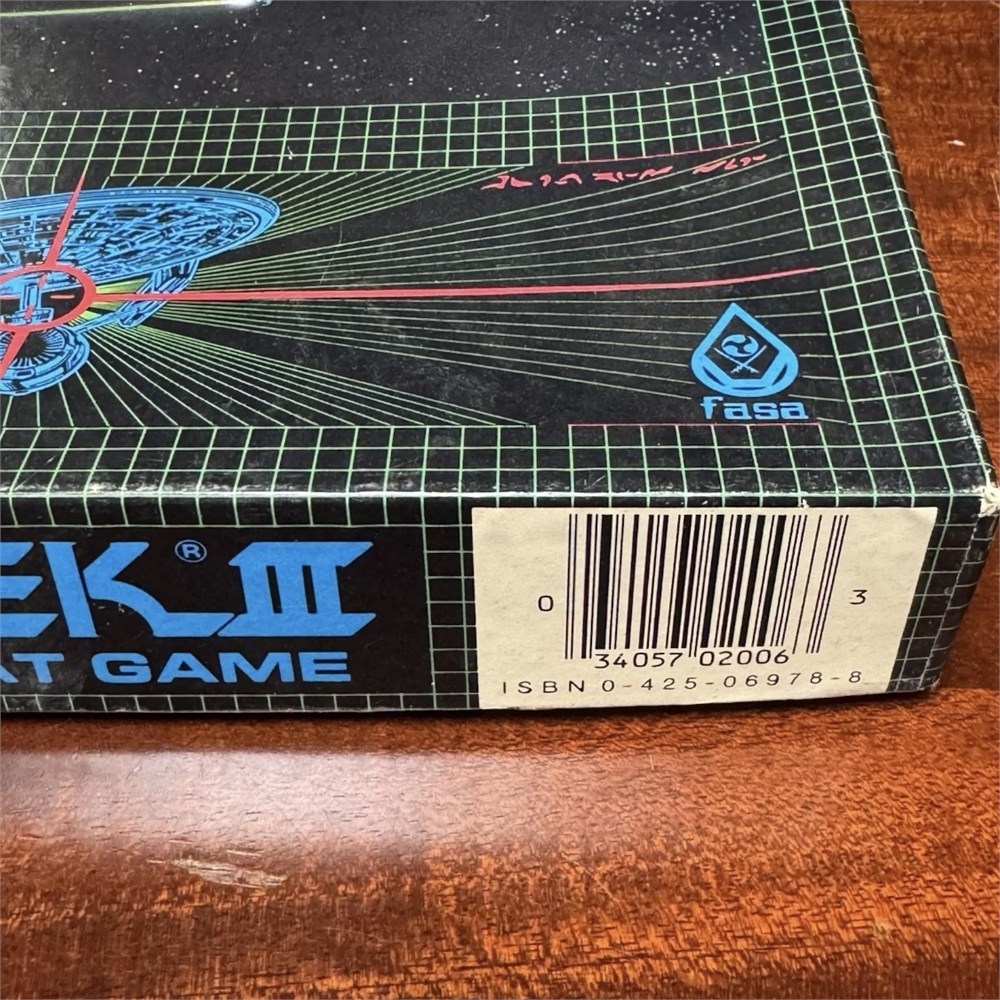 fasa
EK® III
AT GAME
0 34057 02006 3
ISBN 0-425-06978-8